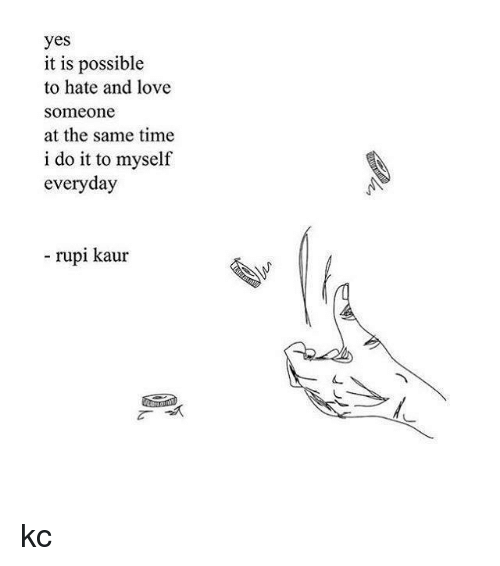 yes
it is possible
to hate and love
someone
at the same time
i do it to myself
everyday
- rupi kaur
kc